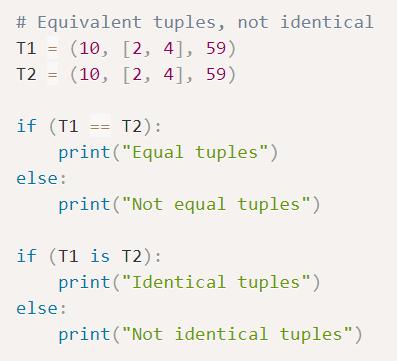 # Equivalent tuples, not identical
T1 = (10, [2, 4], 59)
T2 = (10, [2, 4], 59)

if (T1 == T2):
    print("Equal tuples")
else:
    print("Not equal tuples")

if (T1 is T2):
    print("Identical tuples")
else:
    print("Not identical tuples")